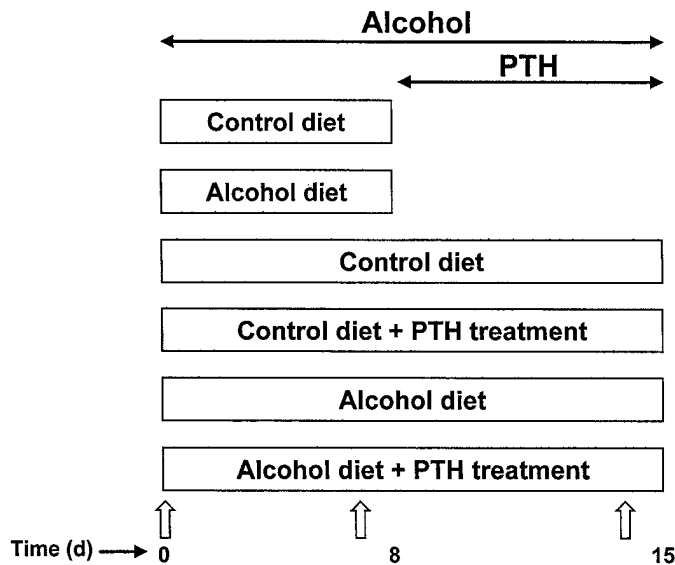 Alcohol
PTH
Control diet
Alcohol diet
Control diet
Control diet + PTH treatment
Alcohol diet
Alcohol diet + PTH treatment
Time (d) 0 8 15